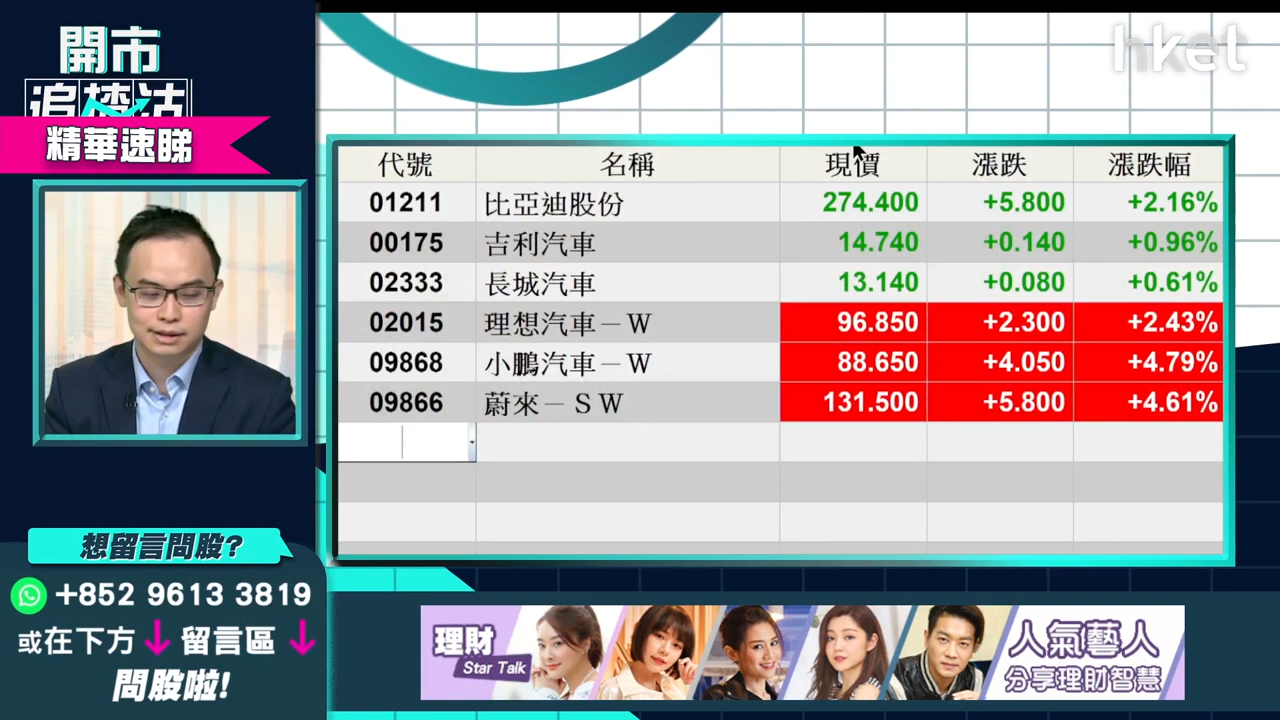 開市
追揸沽
精華速睇
hket
代號 名稱 現價 漲跌 漲跌幅
01211 比亞迪股份 274.400 +5.800 +2.16%
00175 吉利汽車 14.740 +0.140 +0.96%
02333 長城汽車 13.140 +0.080 +0.61%
02015 理想汽車－Ｗ 96.850 +2.300 +2.43%
09868 小鵬汽車－Ｗ 88.650 +4.050 +4.79%
09866 蔚來－ＳＷ 131.500 +5.800 +4.61%
想留言問股?
+852 9613 3819
或在下方↓留言區↓
問股啦!
理財
Star Talk
人氣藝人
分享理財智慧